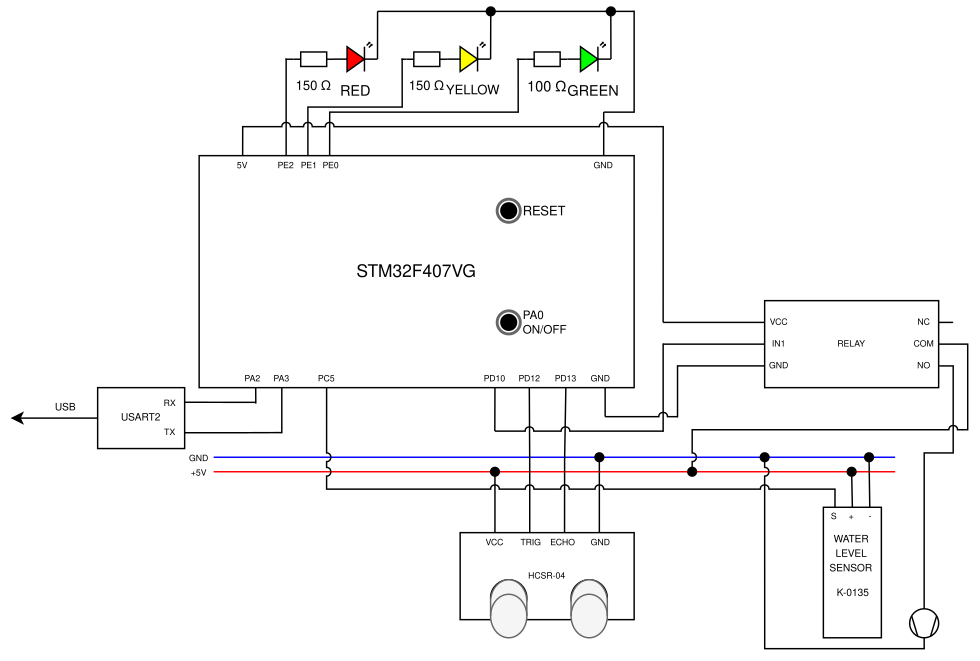 150 Ω
RED
150 Ω
YELLOW
100 Ω
GREEN
5V
PE2
PE1
PE0
GND
RESET
STM32F407VG
PA0
ON/OFF
VCC
IN1
GND
RELAY
NC
COM
NO
PA2
PA3
PC5
PD10
PD12
PD13
GND
USB
USART2
RX
TX
GND
+5V
VCC
TRIG
ECHO
GND
HCSR-04
S
+
-
WATER
LEVEL
SENSOR
K-0135